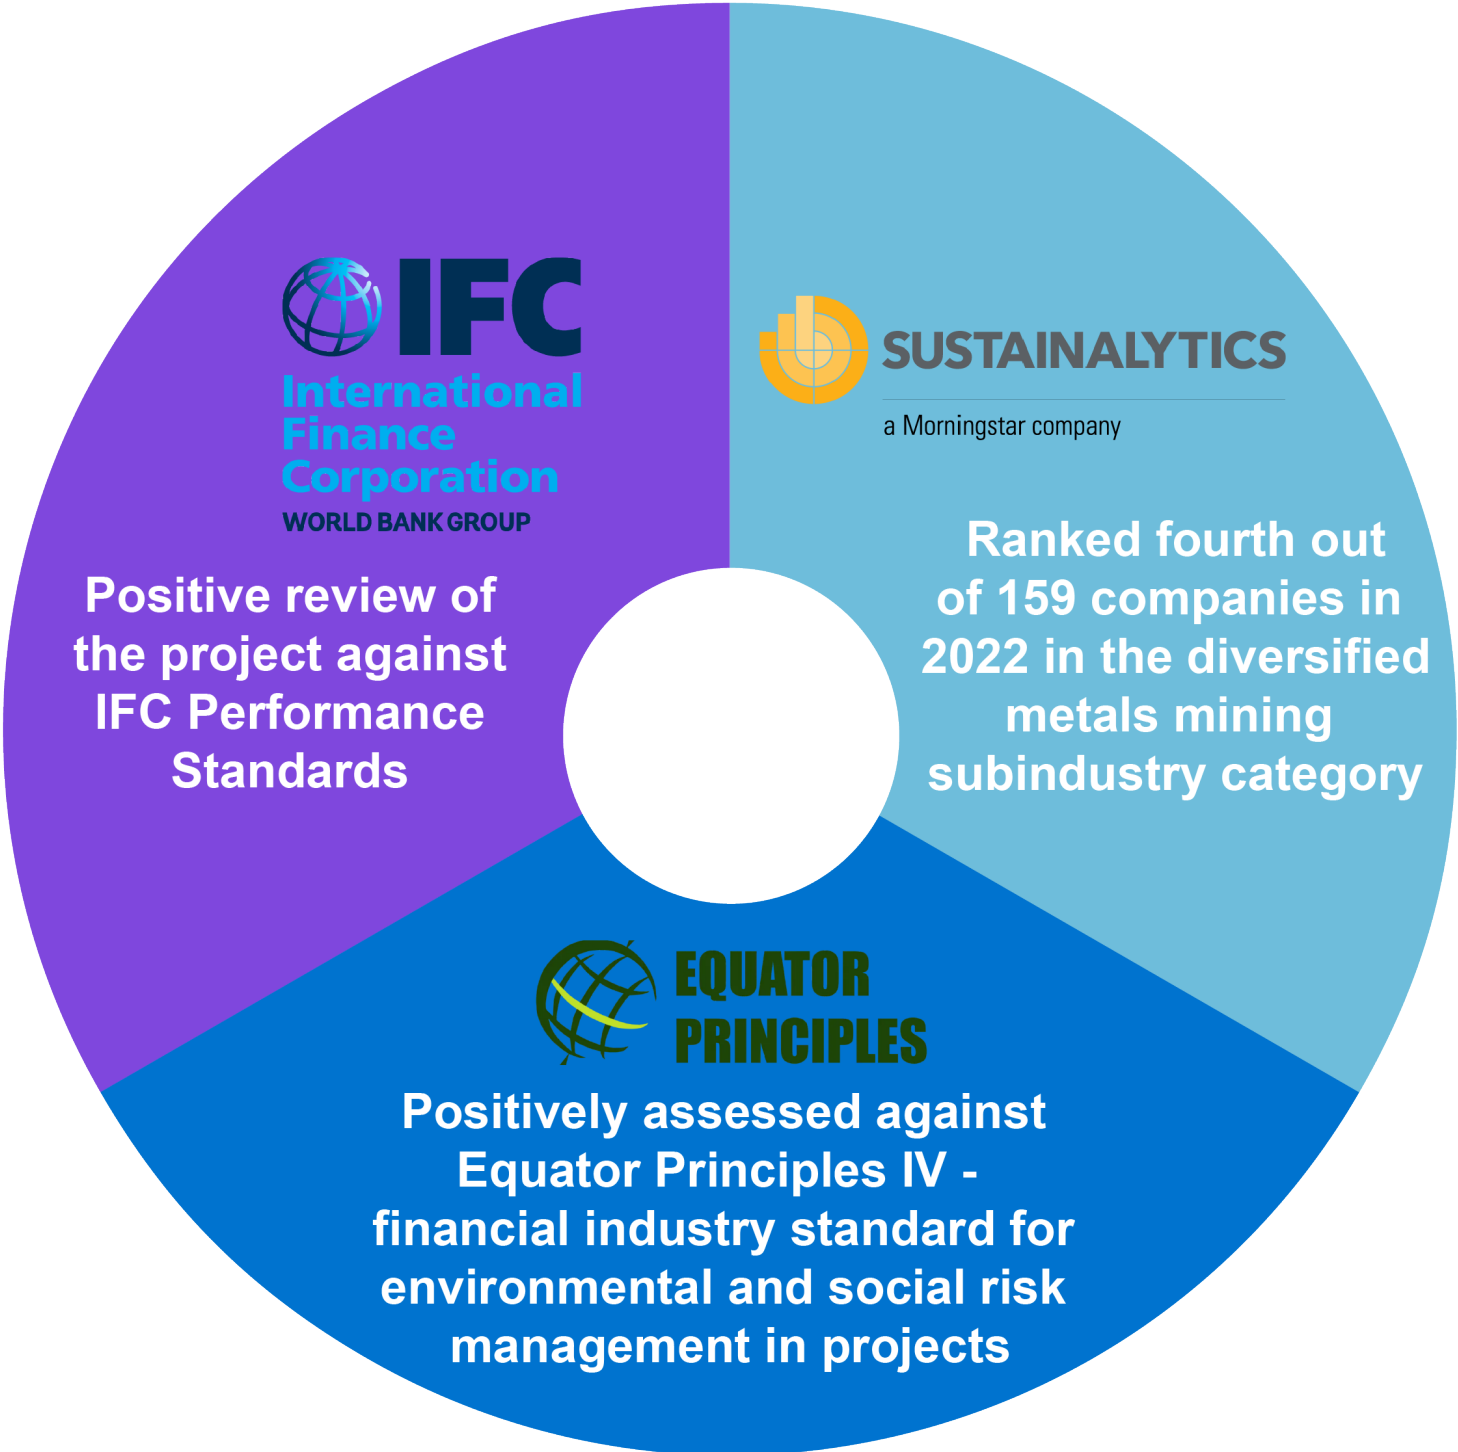 IFC
International
Finance
Corporation
WORLD BANK GROUP
Positive review of
the project against
IFC Performance
Standards
SUSTAINALYTICS
a Morningstar company
Ranked fourth out
of 159 companies in
2022 in the diversified
metals mining
subindustry category
EQUATOR
PRINCIPLES
Positively assessed against
Equator Principles IV -
financial industry standard for
environmental and social risk
management in projects